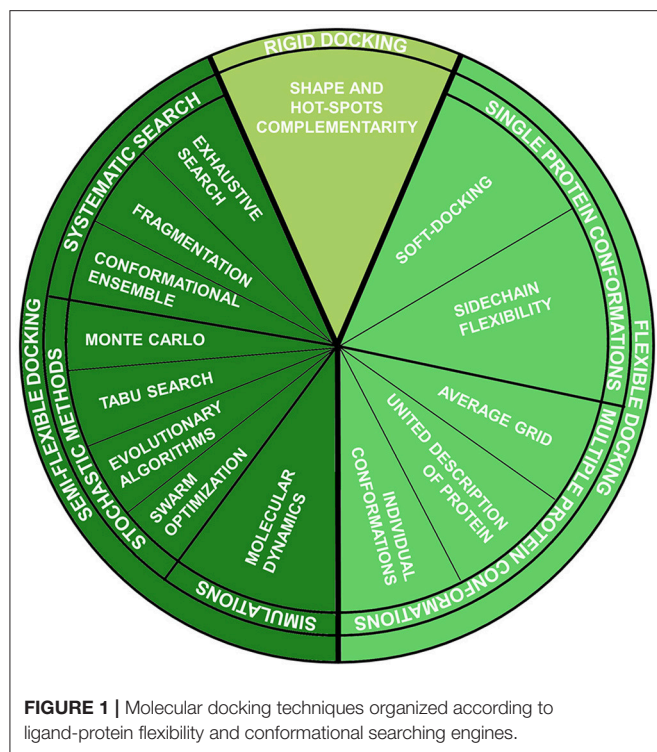 RIGID DOCKING
SHAPE AND
HOT-SPOTS
COMPLEMENTARITY
SINGLE PROTEIN CONFORMATIONS
SOFT-DOCKING
SIDECHAIN
FLEXIBILITY
FLEXIBLE DOCKING
MULTIPLE PROTEIN CONFORMATIONS
AVERAGE GRID
UNITED DESCRIPTION
OF PROTEIN
INDIVIDUAL
CONFORMATIONS
SEMI-FLEXIBLE DOCKING
SYSTEMATIC SEARCH
EXHAUSTIVE
SEARCH
FRAGMENTATION
CONFORMATIONAL
ENSEMBLE
STOCHASTIC METHODS
MONTE CARLO
TABU SEARCH
EVOLUTIONARY
ALGORITHMS
SWARM
OPTIMIZATION
SIMULATIONS
MOLECULAR
DYNAMICS
FIGURE 1 | Molecular docking techniques organized according to
ligand-protein flexibility and conformational searching engines.